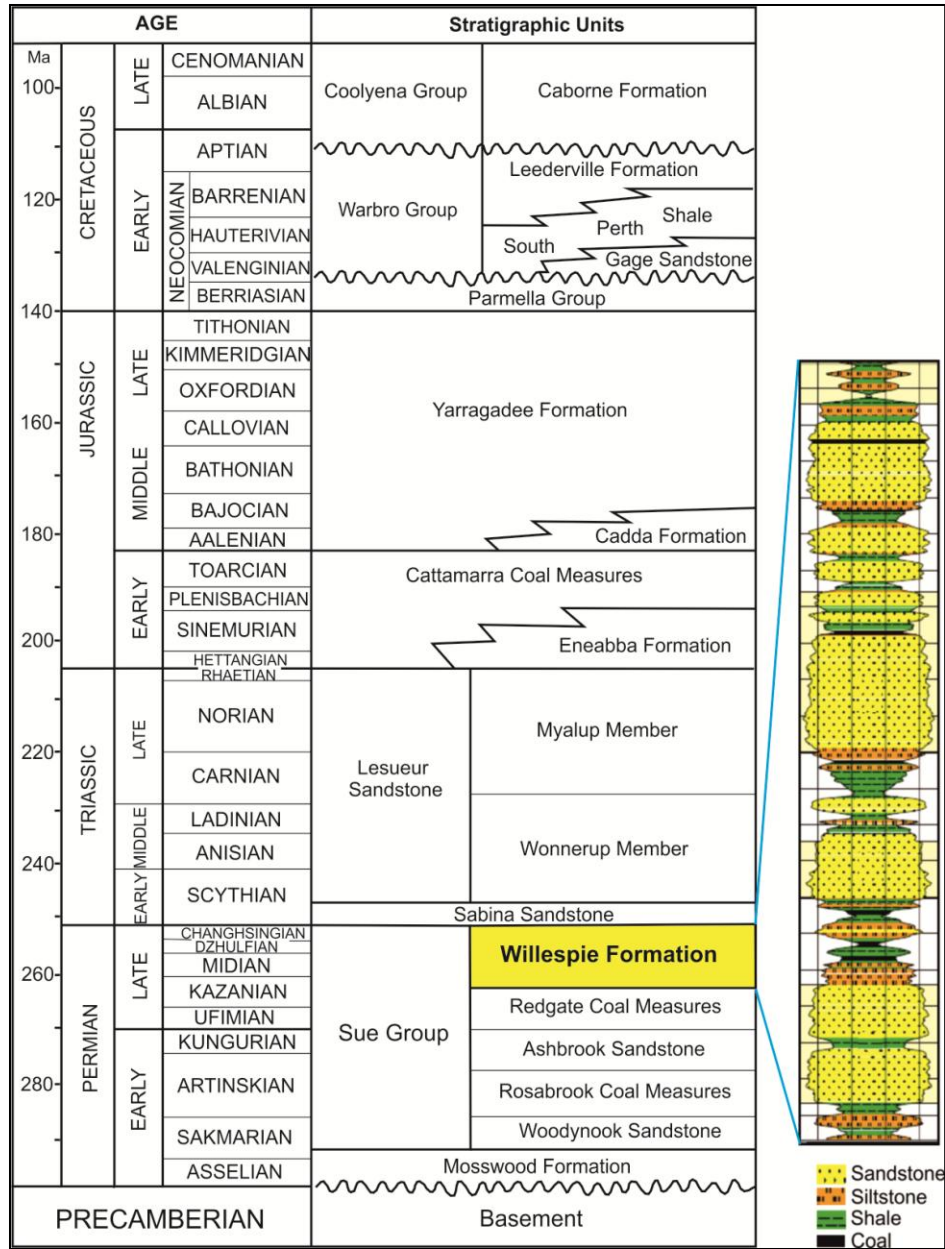 AGE
Stratigraphic Units
Ma
100
120
140
160
180
200
220
240
260
280
CRETACEOUS
JURASSIC
TRIASSIC
PERMIAN
LATE
EARLY
NEOCOMIAN
LATE
MIDDLE
EARLY
LATE
MIDDLE
EARLY
LATE
EARLY
CENOMANIAN
ALBIAN
APTIAN
BARRENIAN
HAUTERIVIAN
VALENGINIAN
BERRIASIAN
TITHONIAN
KIMMERIDGIAN
OXFORDIAN
CALLOVIAN
BATHONIAN
BAJOCIAN
AALENIAN
TOARCIAN
PLENISBACHIAN
SINEMURIAN
HETTANGIAN
RHAETIAN
NORIAN
CARNIAN
LADINIAN
ANISIAN
SCYTHIAN
CHANGHSINGIAN
DZHULFIAN
MIDIAN
KAZANIAN
UFIMIAN
KUNGURIAN
ARTINSKIAN
SAKMARIAN
ASSELIAN
PRECAMBERIAN
Coolyena Group
Caborne Formation
Warbro Group
Leederville Formation
South Perth Shale
Gage Sandstone
Parmella Group
Yarragadee Formation
Cadda Formation
Cattamarra Coal Measures
Eneabba Formation
Lesueur
Sandstone
Myalup Member
Wonnerup Member
Sabina Sandstone
Sue Group
Willespie Formation
Redgate Coal Measures
Ashbrook Sandstone
Rosabrook Coal Measures
Woodynook Sandstone
Mosswood Formation
Basement
Sandstone
Siltstone
Shale
Coal